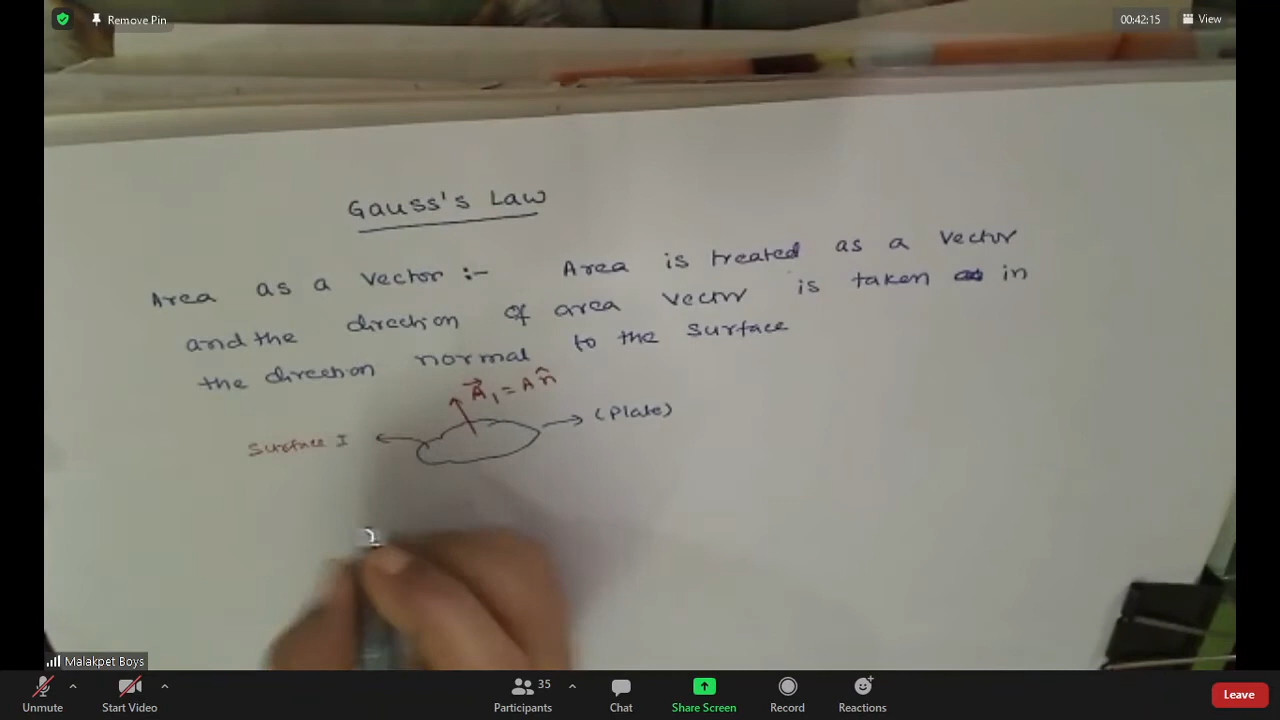 Remove Pin
00:42:15
View
Gauss's Law
Area as a vector :- Area is treated as a vector
and the direction of area vector is taken in
the direction normal to the surface
A⃗₁ = A n̂
Surface I
(Plate)
Malakpet Boys
Unmute
Start Video
35
Participants
Chat
Share Screen
Record
Reactions
Leave